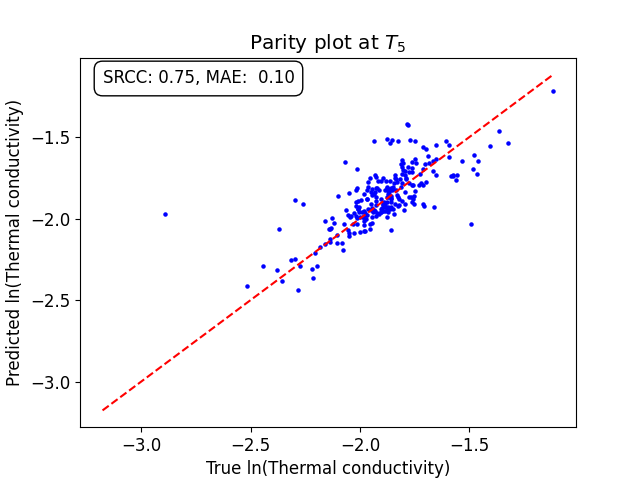 Parity plot at T₅
SRCC: 0.75, MAE:  0.10
−1.5
−2.0
−2.5
−3.0
Predicted ln(Thermal conductivity)
−3.0
−2.5
−2.0
−1.5
True ln(Thermal conductivity)